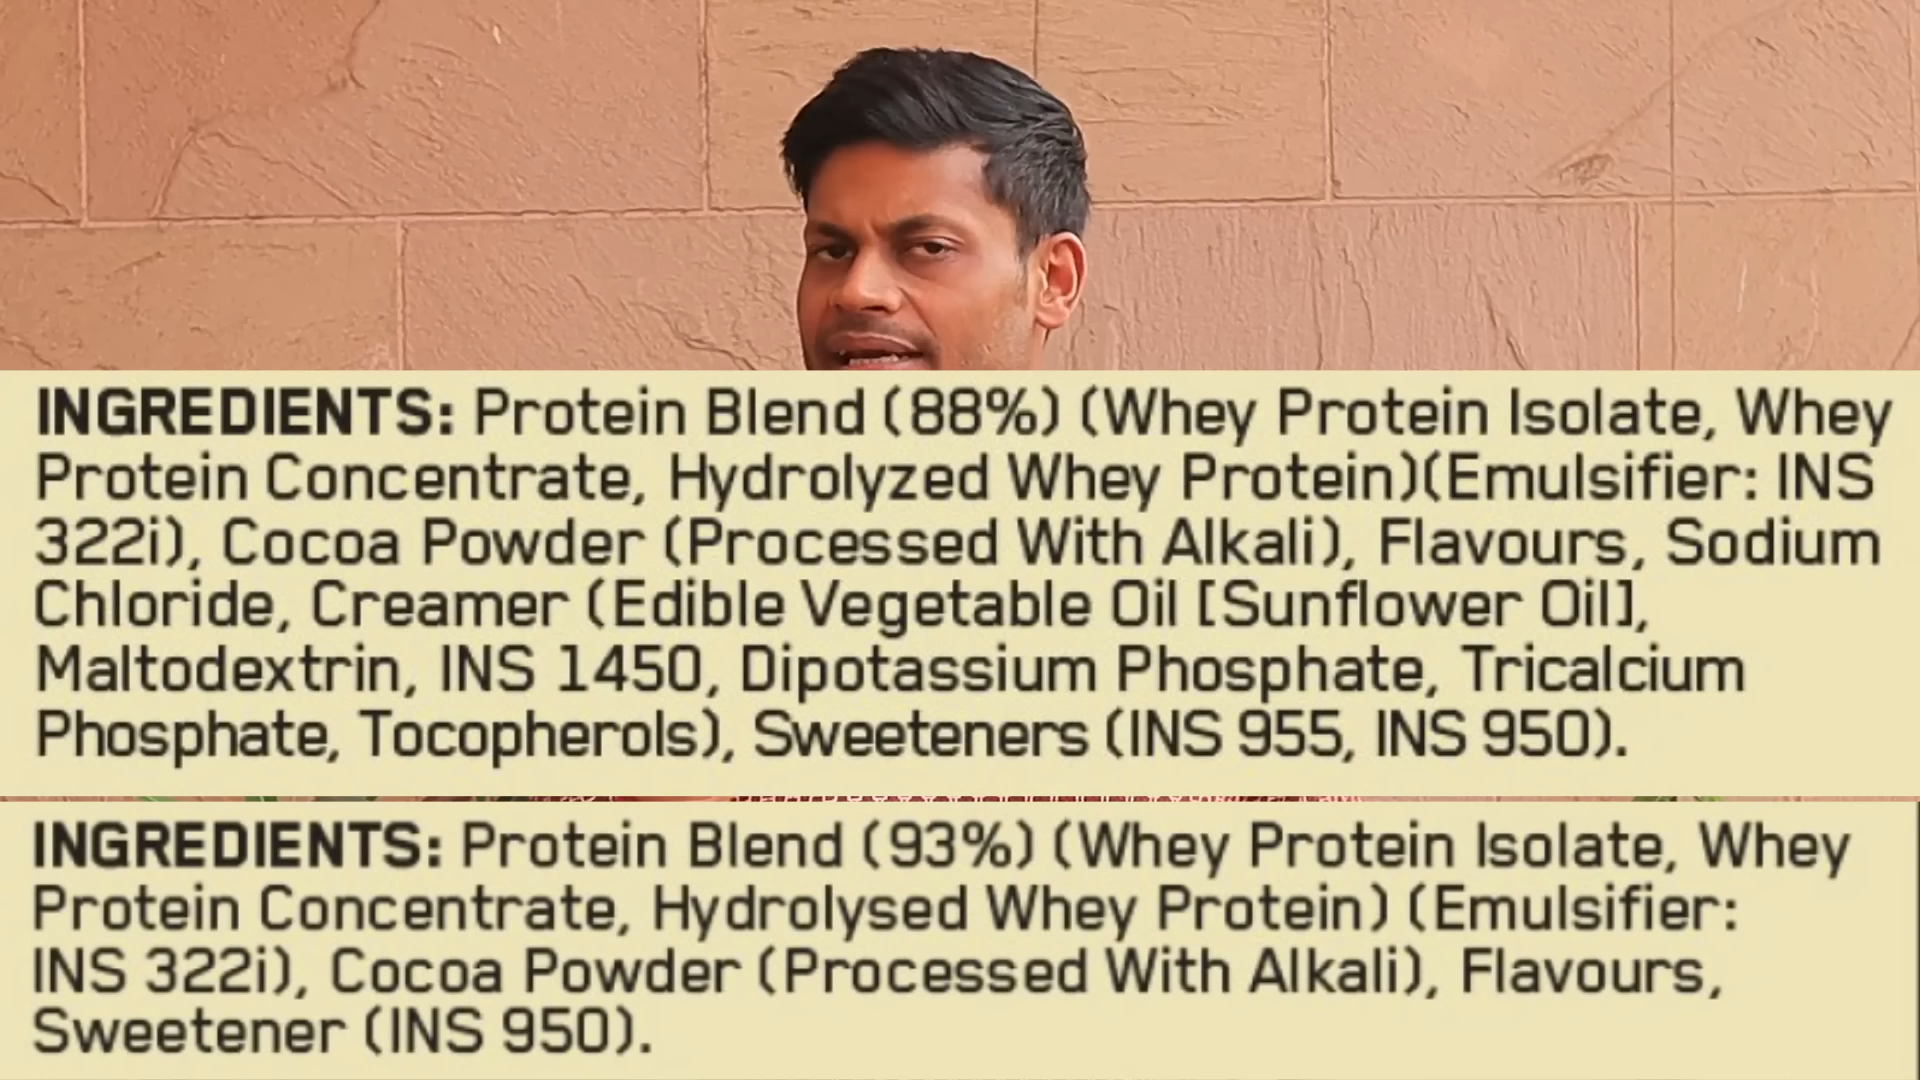 INGREDIENTS: Protein Blend (88%) (Whey Protein Isolate, Whey
Protein Concentrate, Hydrolyzed Whey Protein)(Emulsifier: INS
322i), Cocoa Powder (Processed With Alkali), Flavours, Sodium
Chloride, Creamer (Edible Vegetable Oil [Sunflower Oil],
Maltodextrin, INS 1450, Dipotassium Phosphate, Tricalcium
Phosphate, Tocopherols), Sweeteners (INS 955, INS 950).
INGREDIENTS: Protein Blend (93%) (Whey Protein Isolate, Whey
Protein Concentrate, Hydrolysed Whey Protein) (Emulsifier:
INS 322i), Cocoa Powder (Processed With Alkali), Flavours,
Sweetener (INS 950).